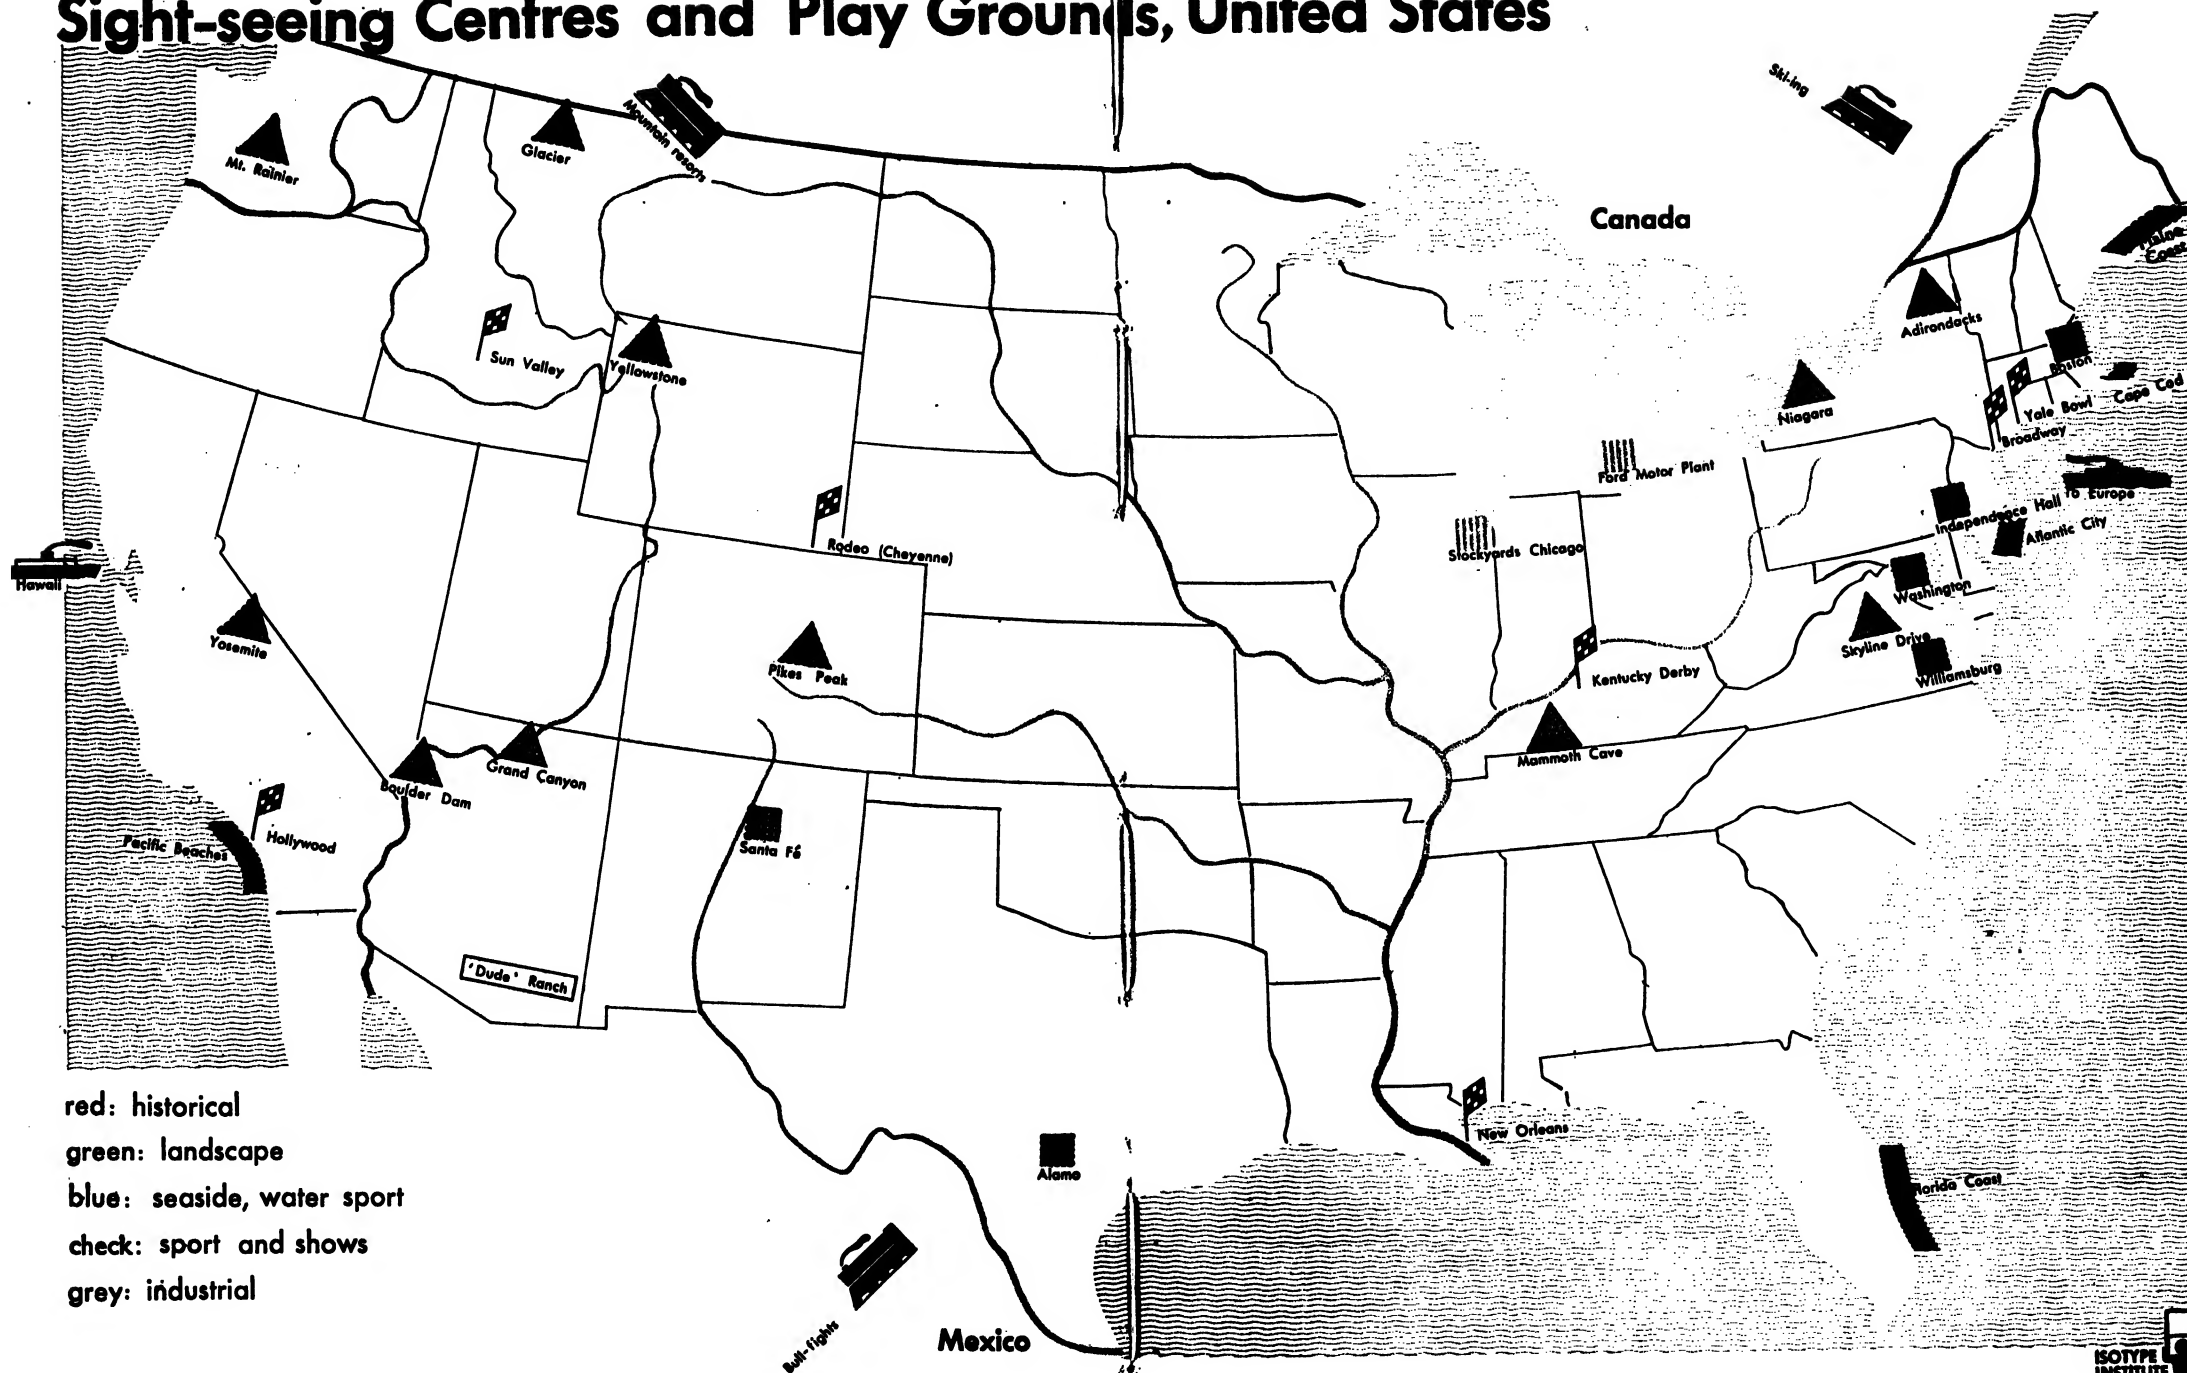 Sight-seeing Centres and Play Grounds, United States
Ski-ing
Mountain resorts
Glacier
Mt. Rainier
Canada
Maine Coast
Adirondacks
Sun Valley
Yellowstone
Boston
Cape Cod
Niagara
Yale Bowl
Broadway
Ford Motor Plant
To Europe
Independence Hall
Atlantic City
Rodeo (Cheyenne)
Stockyards Chicago
Hawaii
Washington
Yosemite
Skyline Drive
Pikes Peak
Kentucky Derby
Williamsburg
Mammoth Cave
Grand Canyon
Boulder Dam
Hollywood
Pacific Beaches
Santa Fé
'Dude' Ranch
red: historical
green: landscape
blue: seaside, water sport
check: sport and shows
grey: industrial
New Orleans
Alamo
Florida Coast
Bull-fights
Mexico
ISOTYPE
INSTITUTE